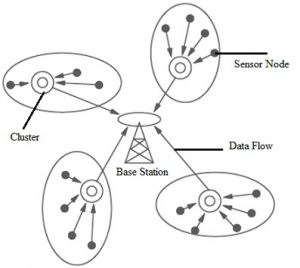 Sensor Node
Cluster
Data Flow
Base Station